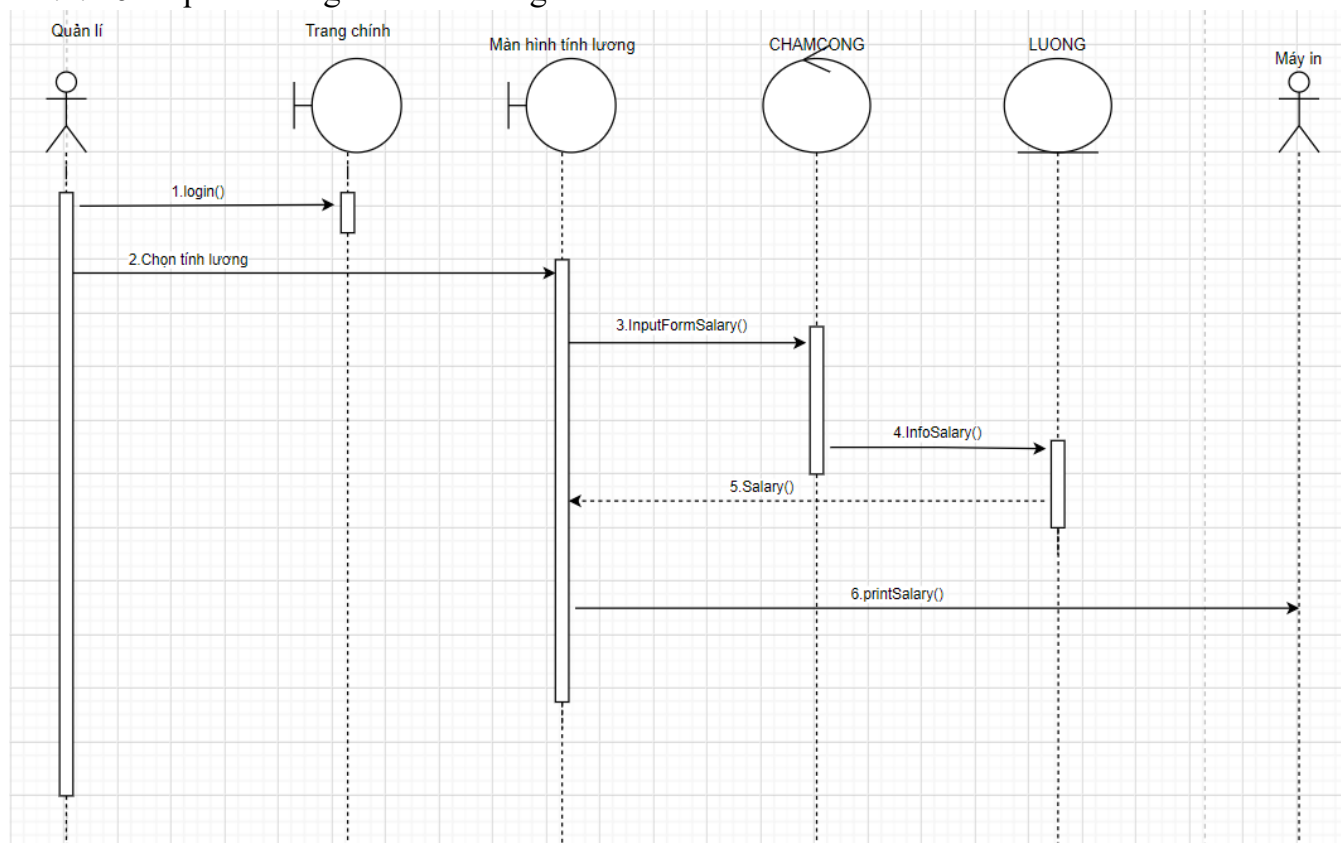 Quản lí
Trang chính
Màn hình tính lương
CHAMCONG
LUONG
Máy in
1.login()
2.Chọn tính lương
3.InputFormSalary()
4.InfoSalary()
5.Salary()
6.printSalary()